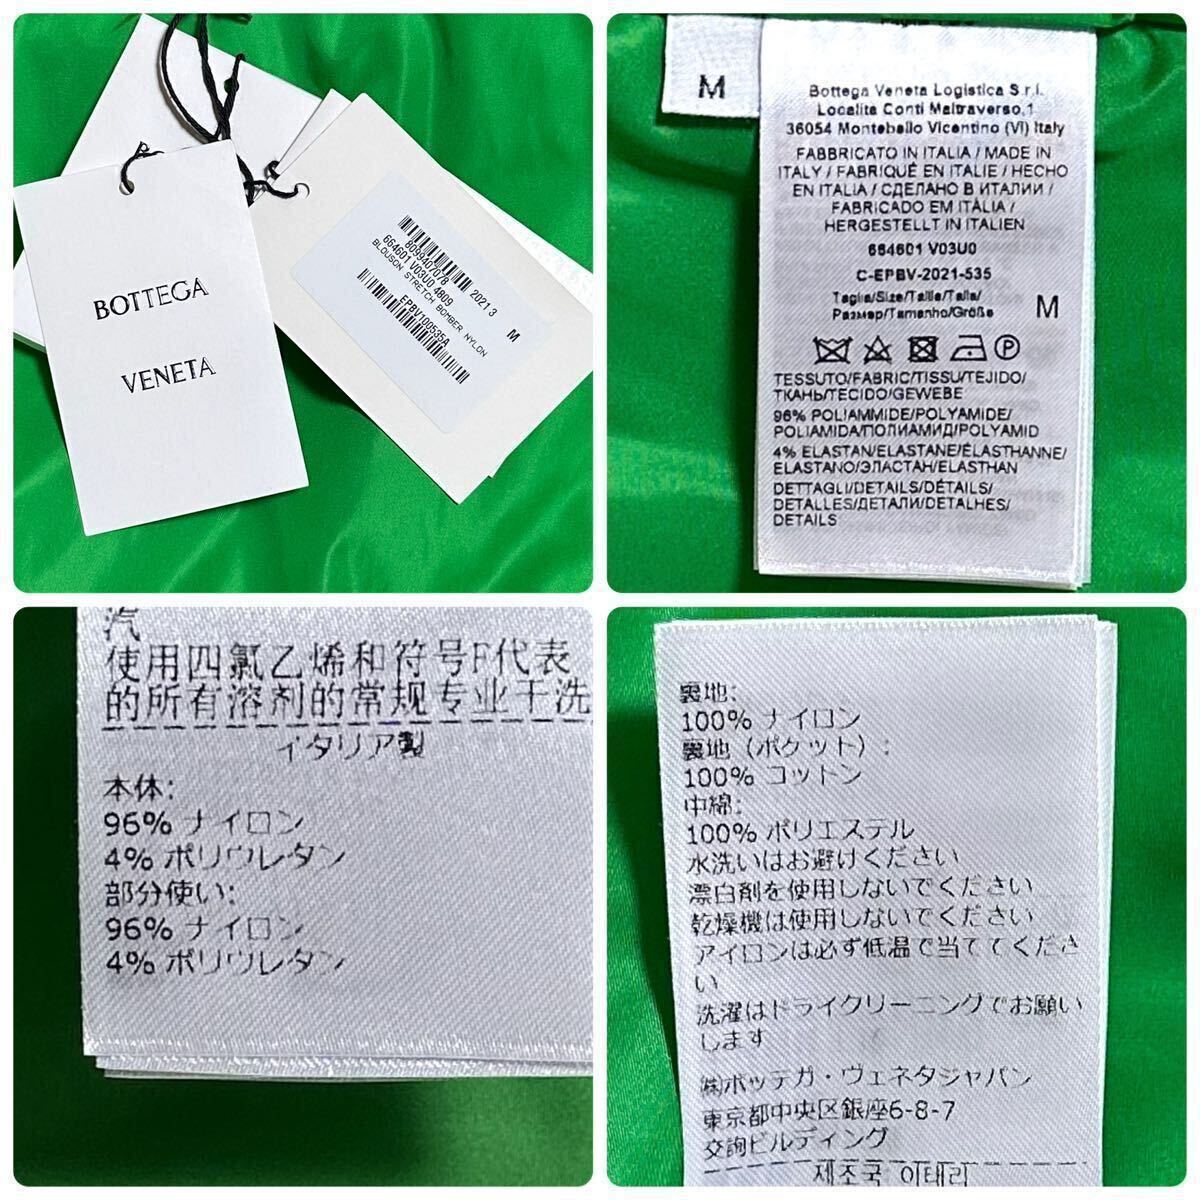 BOTTEGA
VENETA
8099407078 2021 3 M
664601 V03U0 4809
BLOUSON STRETCH BOMBER NYLON
EPBV100535A
M
Bottega Veneta Logistica S.r.l.
Localita Conti Maltraverso,1
36054 Montebello Vicentino (VI) Italy
FABBRICATO IN ITALIA / MADE IN
ITALY / FABRIQUÉ EN ITALIE / HECHO
EN ITALIA / СДЕЛАНО В ИТАЛИИ /
FABRICADO EM ITÁLIA /
HERGESTELLT IN ITALIEN
664601 V03U0
C-EPBV-2021-535
Taglia/Size/Taille/Talla/
Размер/Tamanho/Größe M
TESSUTO/FABRIC/TISSU/TEJIDO/
ТКАНЬ/TECIDO/GEWEBE
96% POLIAMMIDE/POLYAMIDE/
POLIAMIDA/ПОЛИАМИД/POLYAMID
4% ELASTAN/ELASTANE/ÉLASTHANNE/
ELASTANO/ЭЛАСТАН/ELASTHAN
DETTAGLI/DETAILS/DÉTAILS/
DETALLES/ДЕТАЛИ/DETALHES/
DETAILS
汽
使用四氯乙烯和符号F代表
的所有溶剂的常规专业干洗
イタリア製
本体:
96% ナイロン
4% ポリウレタン
部分使い:
96% ナイロン
4% ポリウレタン
裏地:
100% ナイロン
裏地（ポケット）:
100% コットン
中綿:
100% ポリエステル
水洗いはお避けください
漂白剤を使用しないでください
乾燥機は使用しないでください
アイロンは必ず低温で当ててくださ
い
洗濯はドライクリーニングでお願い
します
㈱ボッテガ・ヴェネタジャパン
東京都中央区銀座6-8-7
交詢ビルディング
제조국 이태리